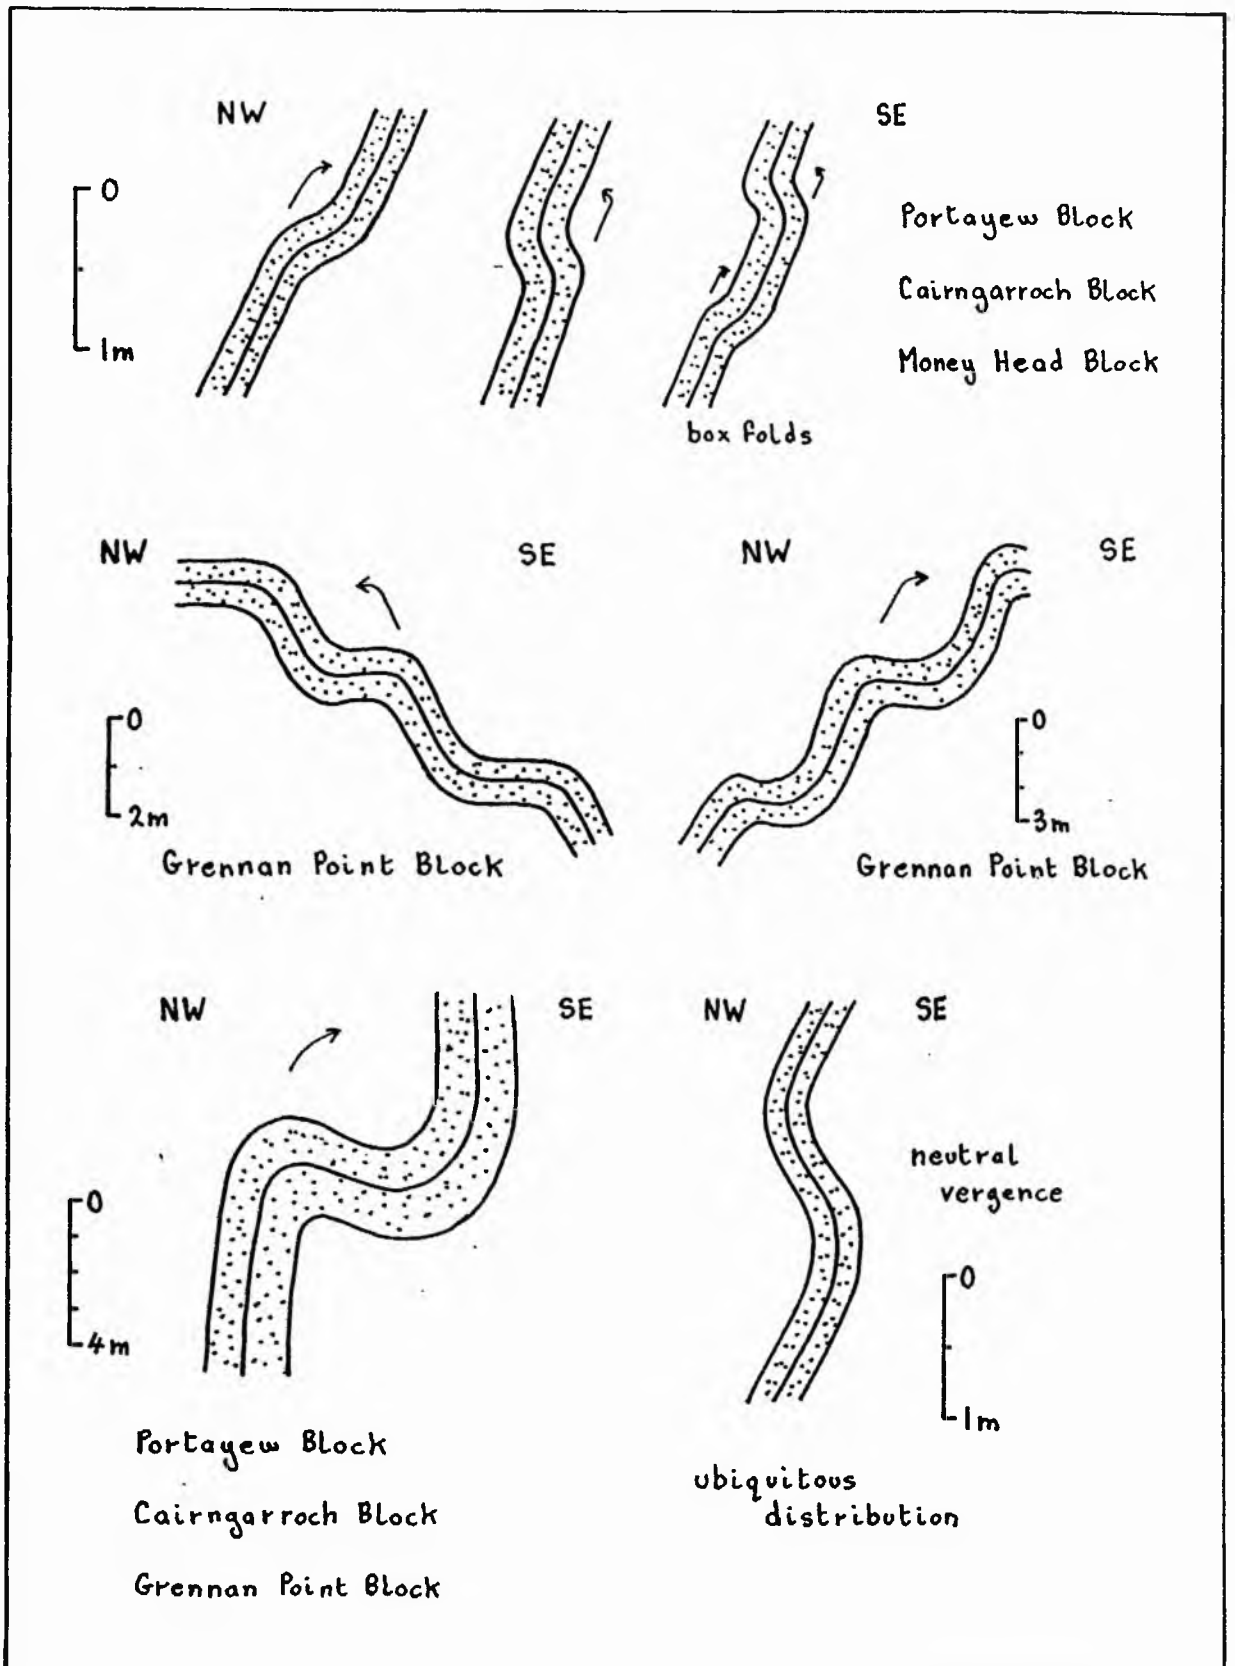 NW
SE
0
1m
Portayew Block
Cairngarroch Block
Money Head Block
box folds
NW
SE
0
2m
Grennan Point Block
NW
SE
0
3m
Grennan Point Block
NW
SE
0
4m
Portayew Block
Cairngarroch Block
Grennan Point Block
NW
SE
neutral
vergence
0
1m
ubiquitous
distribution